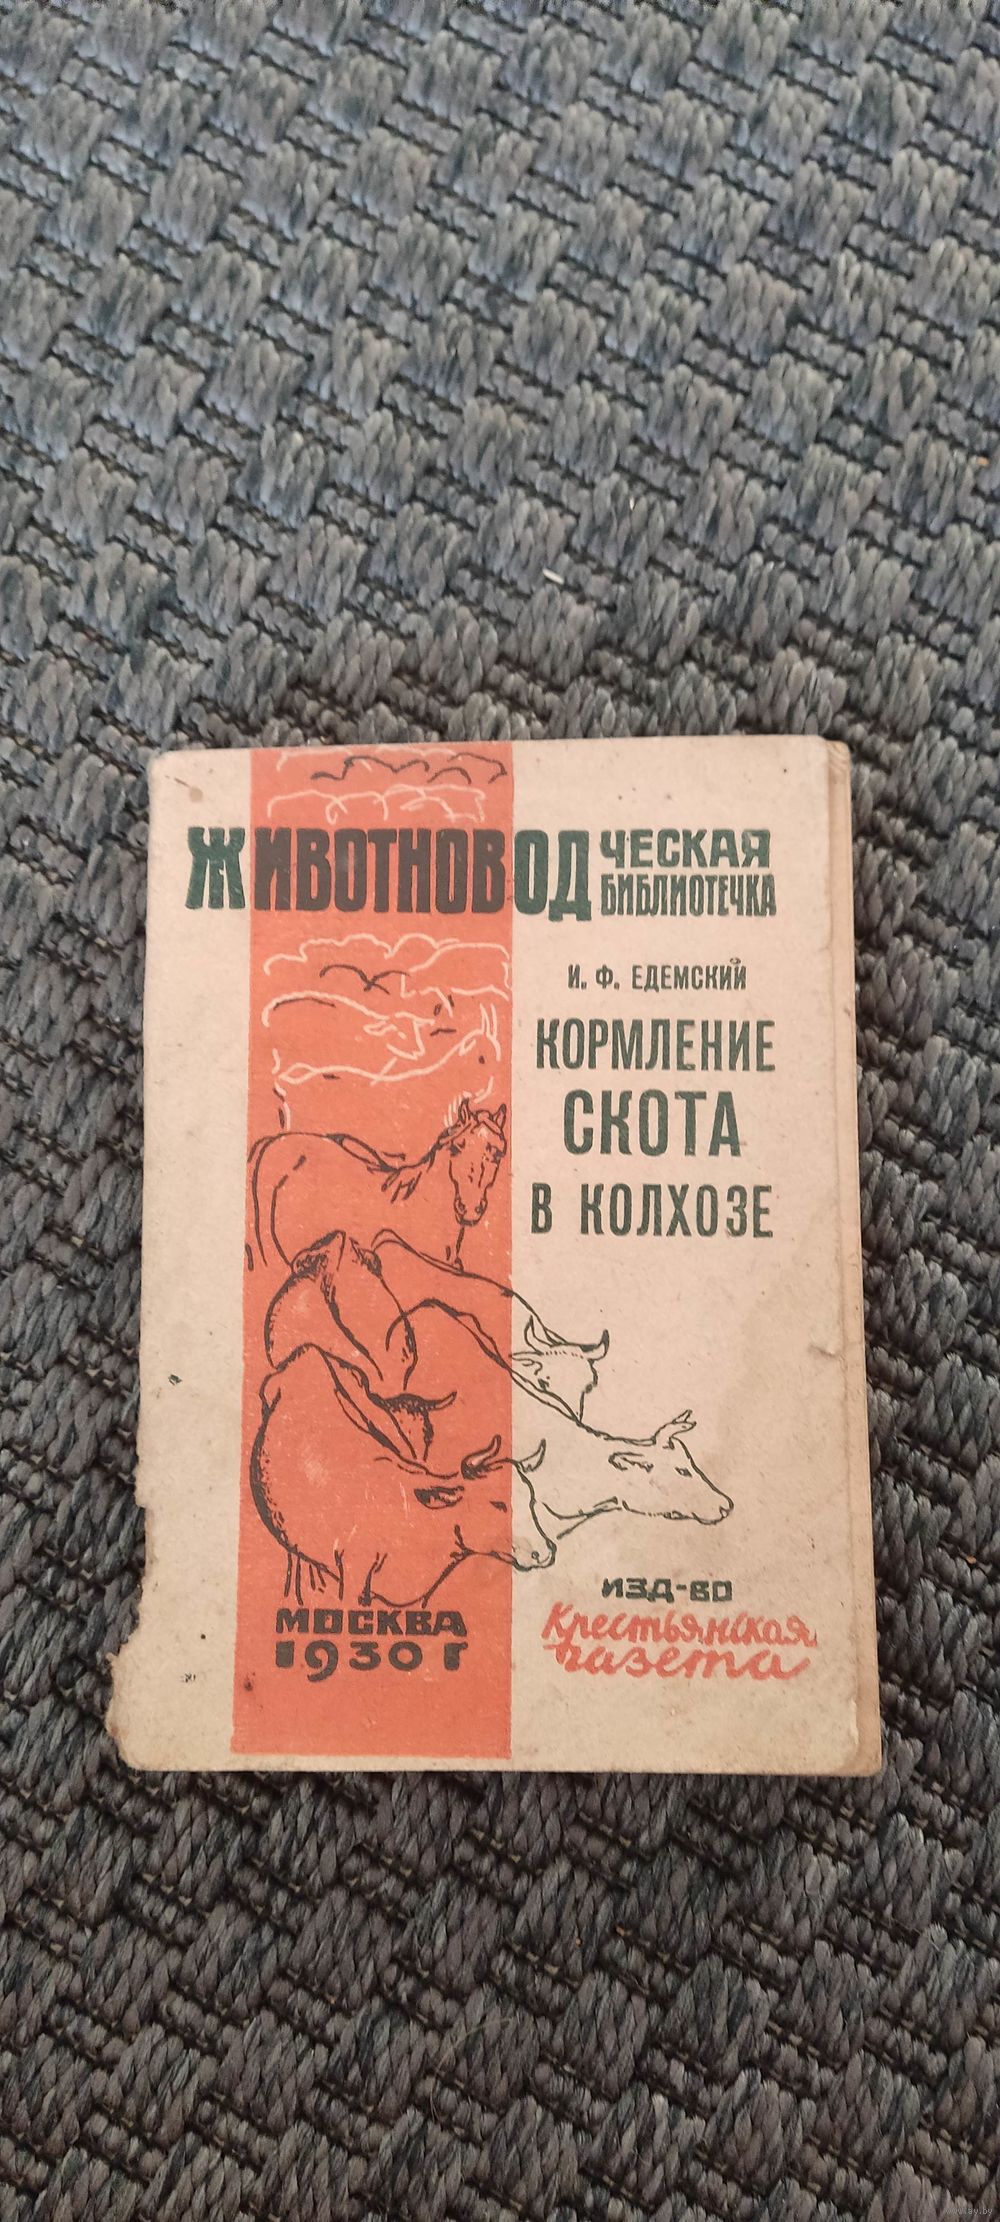 ЖИВОТНОВОДЧЕСКАЯ
БИБЛИОТЕЧКА
И. Ф. ЕДЕМСКИЙ
КОРМЛЕНИЕ
СКОТА
В КОЛХОЗЕ
ИЗД-ВО
Крестьянская
газета
МОСКВА
1930 Г